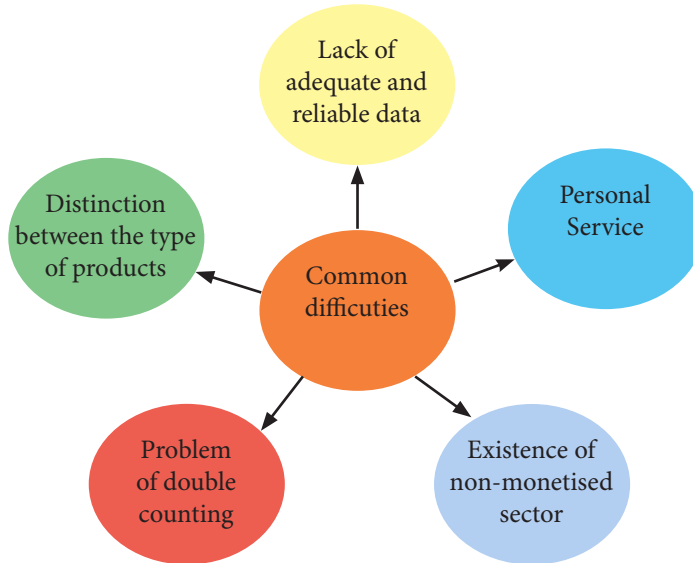 Lack of
adequate and
reliable data
Distinction
between the type
of products
Personal
Service
Common
difficuties
Problem
of double
counting
Existence of
non-monetised
sector